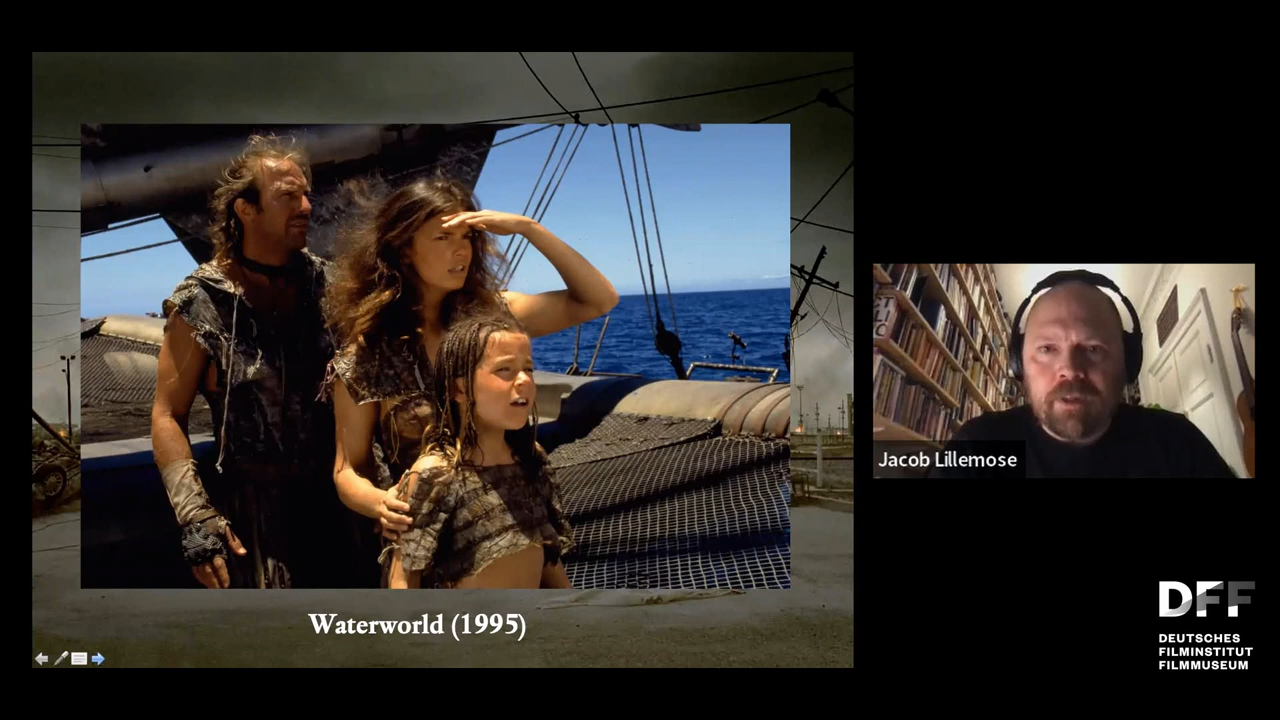 Waterworld (1995)
Jacob Lillemose
DFF
DEUTSCHES
FILMINSTITUT
FILMMUSEUM